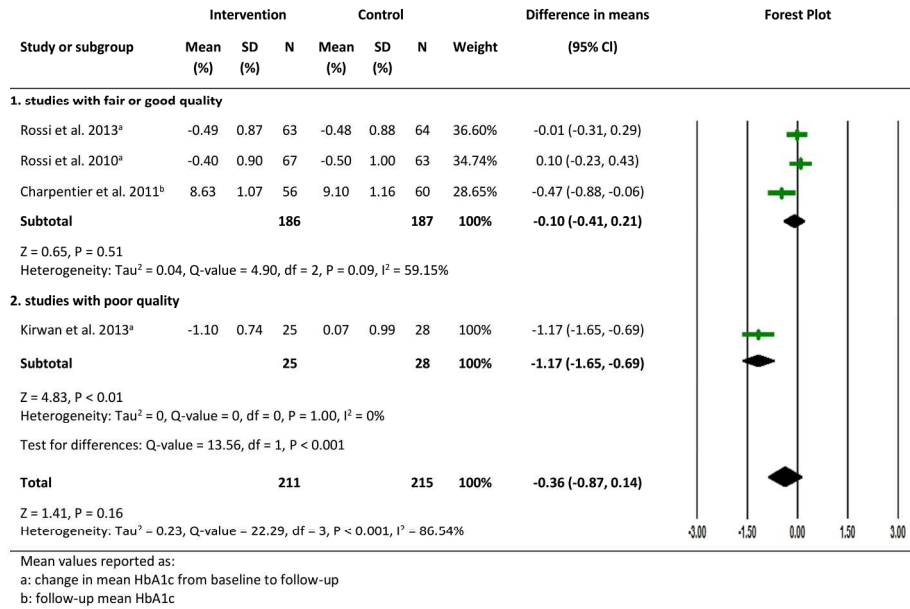 Intervention Control Difference in means Forest Plot
Study or subgroup Mean SD N Mean SD N Weight (95% CI)
(%) (%) (%) (%)
1. studies with fair or good quality
Rossi et al. 2013ᵃ -0.49 0.87 63 -0.48 0.88 64 36.60% -0.01 (-0.31, 0.29)
Rossi et al. 2010ᵃ -0.40 0.90 67 -0.50 1.00 63 34.74% 0.10 (-0.23, 0.43)
Charpentier et al. 2011ᵇ 8.63 1.07 56 9.10 1.16 60 28.65% -0.47 (-0.88, -0.06)
Subtotal 186 187 100% -0.10 (-0.41, 0.21)
Z = 0.65, P = 0.51
Heterogeneity: Tau² = 0.04, Q-value = 4.90, df = 2, P = 0.09, I² = 59.15%
2. studies with poor quality
Kirwan et al. 2013ᵃ -1.10 0.74 25 0.07 0.99 28 100% -1.17 (-1.65, -0.69)
Subtotal 25 28 100% -1.17 (-1.65, -0.69)
Z = 4.83, P < 0.01
Heterogeneity: Tau² = 0, Q-value = 0, df = 0, P = 1.00, I² = 0%
Test for differences: Q-value = 13.56, df = 1, P < 0.001
Total 211 215 100% -0.36 (-0.87, 0.14)
Z = 1.41, P = 0.16
Heterogeneity: Tau² = 0.23, Q-value = 22.29, df = 3, P < 0.001, I² = 86.54%
-3.00 -1.50 0.00 1.50 3.00
Mean values reported as:
a: change in mean HbA1c from baseline to follow-up
b: follow-up mean HbA1c